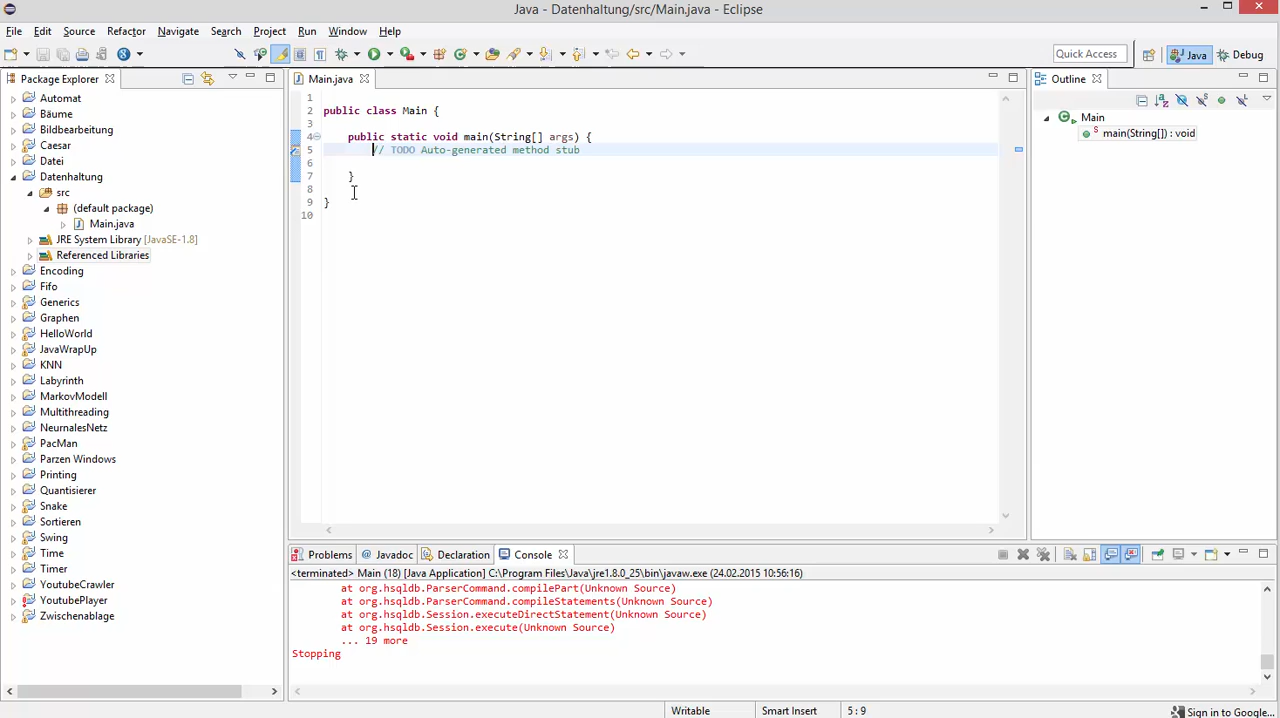 Java - Datenhaltung/src/Main.java - Eclipse
File Edit Source Refactor Navigate Search Project Run Window Help
Quick Access
Java
Debug
Package Explorer
Automat
Bäume
Bildbearbeitung
Caesar
Datei
Datenhaltung
src
(default package)
Main.java
JRE System Library [JavaSE-1.8]
Referenced Libraries
Encoding
Fifo
Generics
Graphen
HelloWorld
JavaWrapUp
KNN
Labyrinth
MarkovModell
Multithreading
NeurnalesNetz
PacMan
Parzen Windows
Printing
Quantisierer
Snake
Sortieren
Swing
Time
Timer
YoutubeCrawler
YoutubePlayer
Zwischenablage
Main.java
1
2 public class Main {
3
4 public static void main(String[] args) {
5 // TODO Auto-generated method stub
6
7 }
8
9 }
10
Outline
Main
main(String[]) : void
Problems Javadoc Declaration Console
<terminated> Main (18) [Java Application] C:\Program Files\Java\jre1.8.0_25\bin\javaw.exe (24.02.2015 10:56:16)
at org.hsqldb.ParserCommand.compilePart(Unknown Source)
at org.hsqldb.ParserCommand.compileStatements(Unknown Source)
at org.hsqldb.Session.executeDirectStatement(Unknown Source)
at org.hsqldb.Session.execute(Unknown Source)
... 19 more
Stopping
Writable
Smart Insert
5 : 9
Sign in to Google...